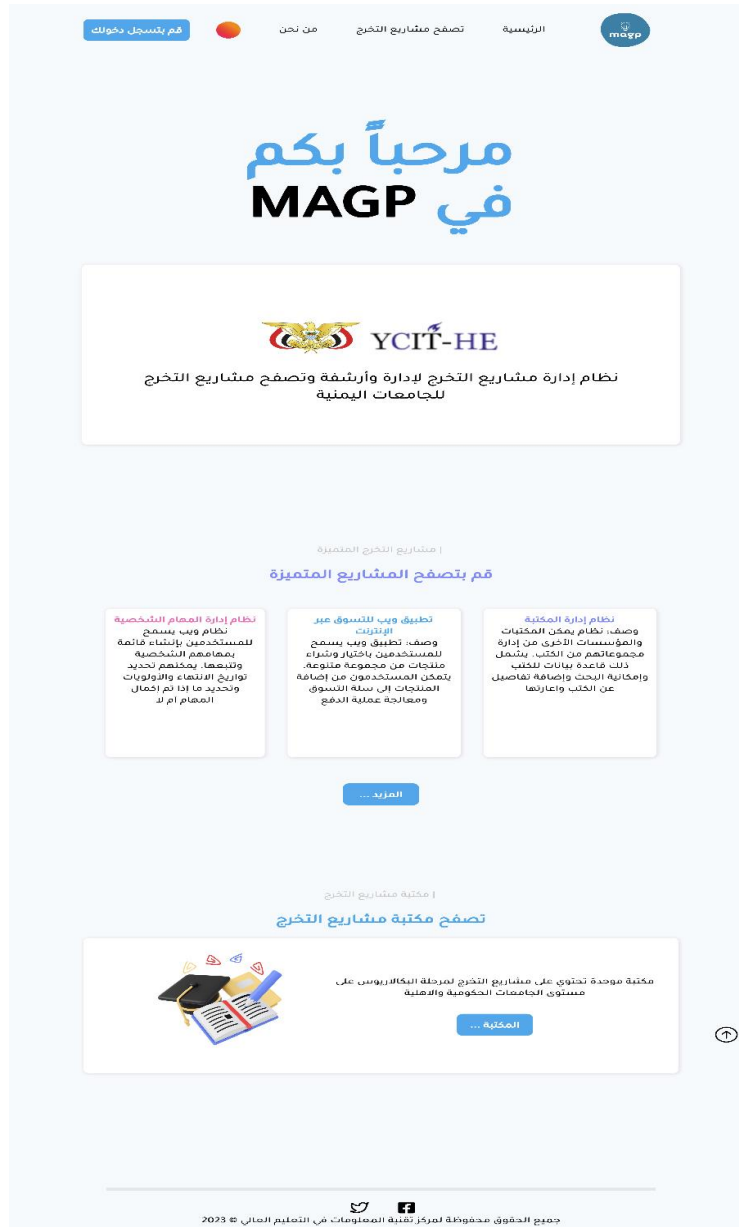 magp
الرئيسية
تصفح مشاريع التخرج
من نحن
قم بتسجل دخولك
مرحباً بكم
في MAGP
YCIT-HE
نظام إدارة مشاريع التخرج لإدارة وأرشفة وتصفح مشاريع التخرج
للجامعات اليمنية
| مشاريع التخرج المتميزة
قم بتصفح المشاريع المتميزة
نظام إدارة المكتبة
وصف: نظام يمكن المكتبات
والمؤسسات الأخرى من إدارة
مجموعاتهم من الكتب. يشمل
ذلك قاعدة بيانات للكتب
وإمكانية البحث وإضافة تفاصيل
عن الكتب واعارتها
تطبيق ويب للتسوق عبر
الإنترنت
وصف: تطبيق ويب يسمح
للمستخدمين باختيار وشراء
منتجات من مجموعة متنوعة.
يتمكن المستخدمون من إضافة
المنتجات إلى سلة التسوق
ومعالجة عملية الدفع
نظام إدارة المهام الشخصية
نظام ويب يسمح
للمستخدمين بإنشاء قائمة
بمهامهم الشخصية
وتتبعها. يمكنهم تحديد
تواريخ الانتهاء والأولويات
وتحديد ما إذا تم إكمال
المهام ام لا
المزيد ...
| مكتبة مشاريع التخرج
تصفح مكتبة مشاريع التخرج
مكتبة موحدة تحتوي على مشاريع التخرج لمرحلة البكالاريوس على
مستوى الجامعات الحكومية والاهلية
المكتبة ...
جميع الحقوق محفوظة لمركز تقنية المعلومات في التعليم العالي © 2023